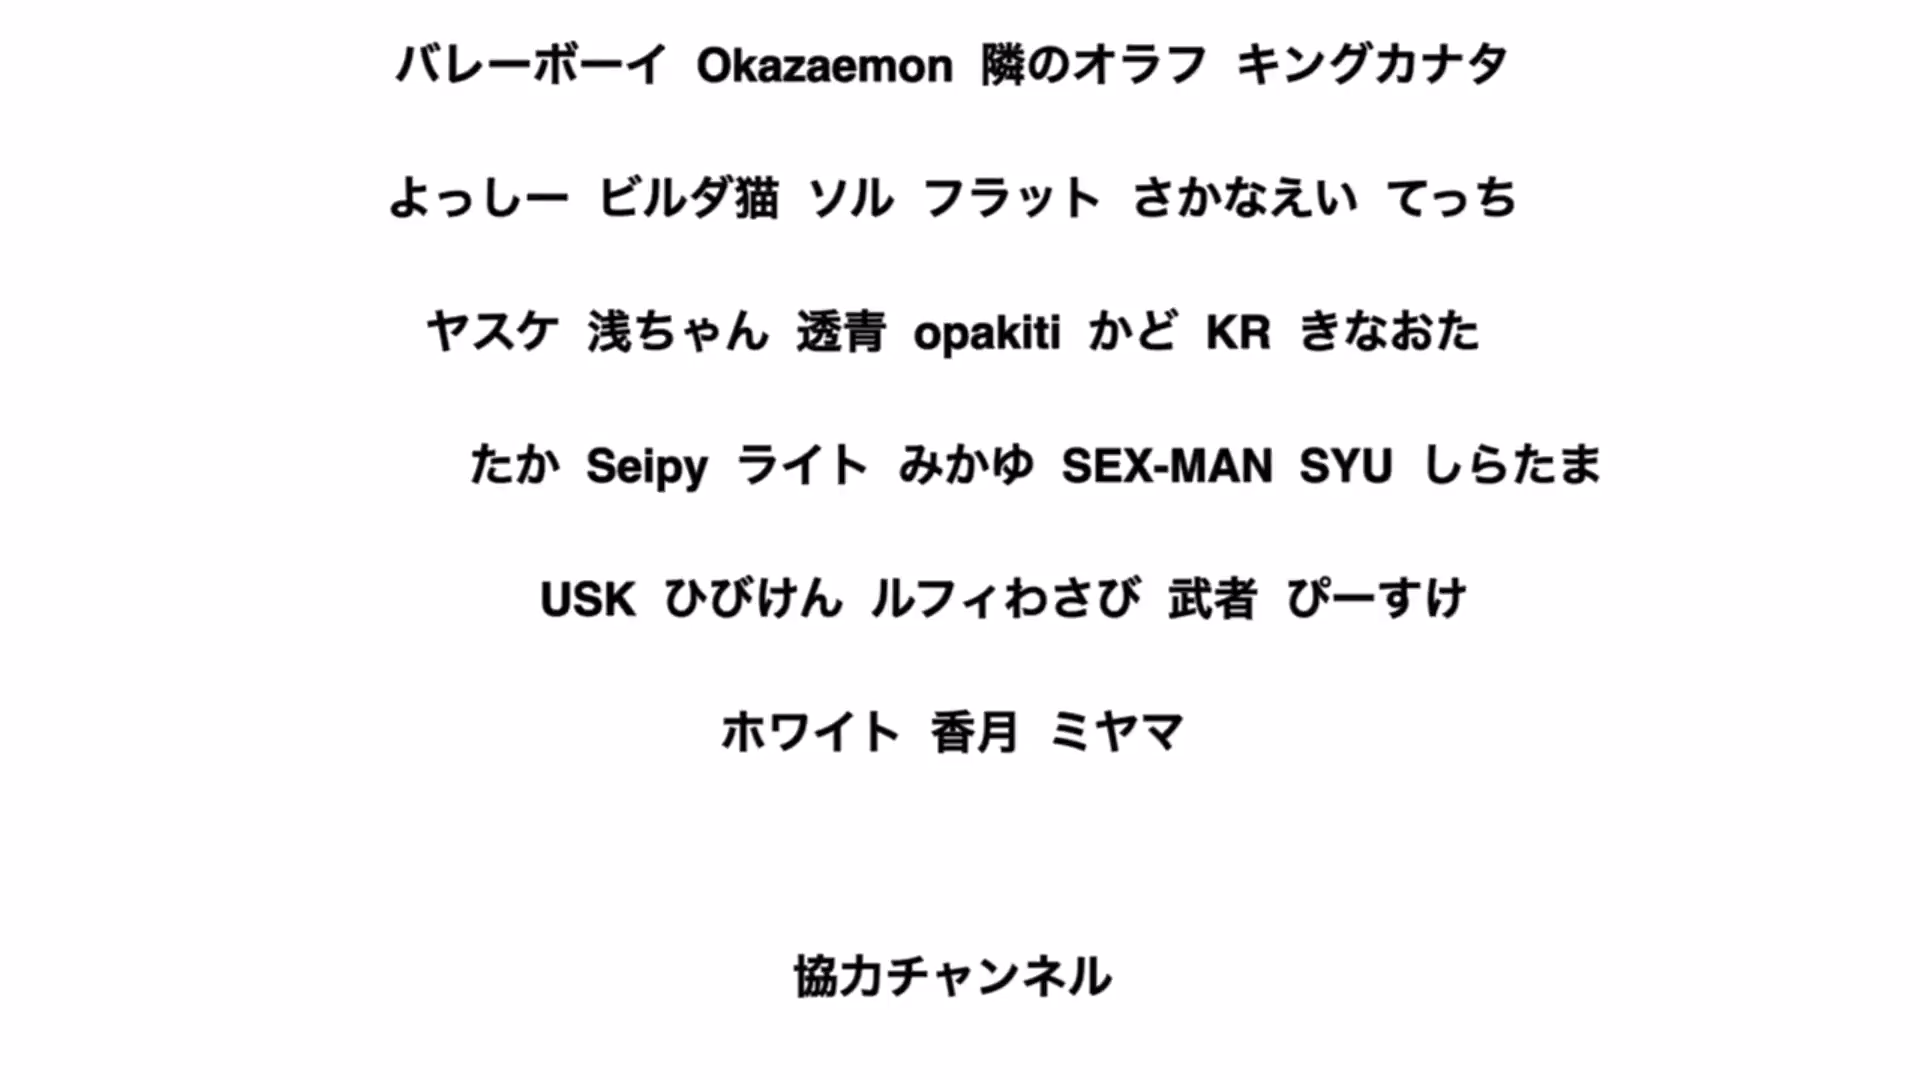 バレーボーイ Okazaemon 隣のオラフ キングカナタ
よっしー ビルダ猫 ソル フラット さかなえい てっち
ヤスケ 浅ちゃん 透青 opakiti かど KR きなおた
たか Seipy ライト みかゆ SEX-MAN SYU しらたま
USK ひびけん ルフィわさび 武者 ぴーすけ
ホワイト 香月 ミヤマ
協力チャンネル